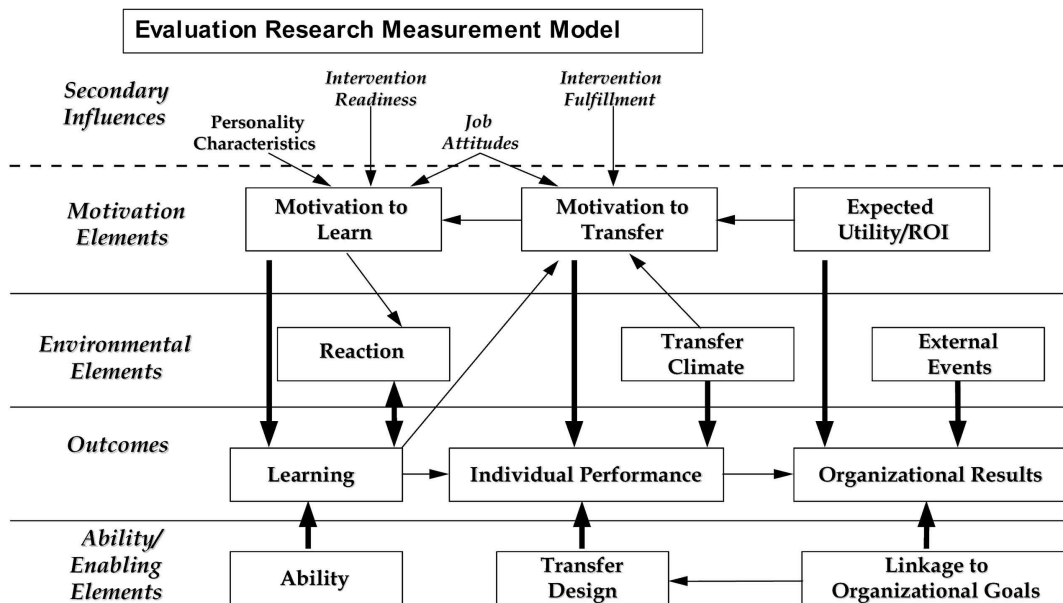 Evaluation Research Measurement Model
Secondary
Influences
Intervention
Readiness
Intervention
Fulfillment
Personality
Characteristics
Job
Attitudes
Motivation
Elements
Motivation to
Learn
Motivation to
Transfer
Expected
Utility/ROI
Environmental
Elements
Reaction
Transfer
Climate
External
Events
Outcomes
Learning
Individual Performance
Organizational Results
Ability/
Enabling
Elements
Ability
Transfer
Design
Linkage to
Organizational Goals